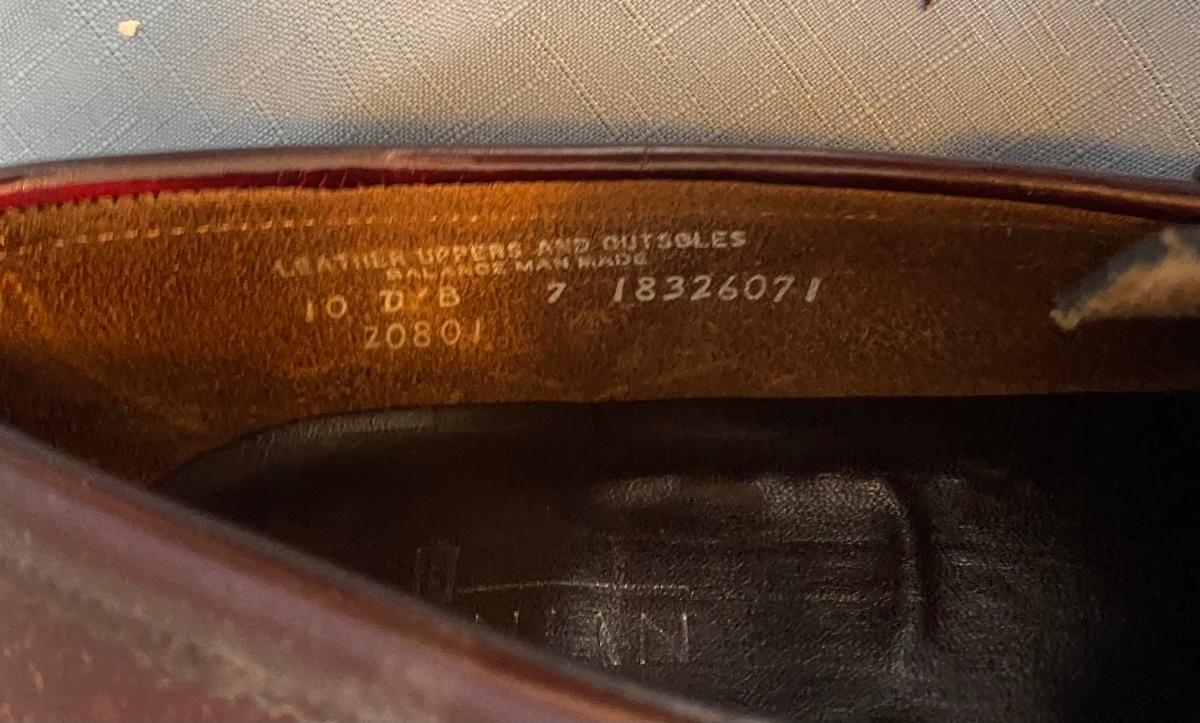 LEATHER UPPERS AND OUTSOLES
BALANCE MAN MADE
10 D/B 7 18326071
20801